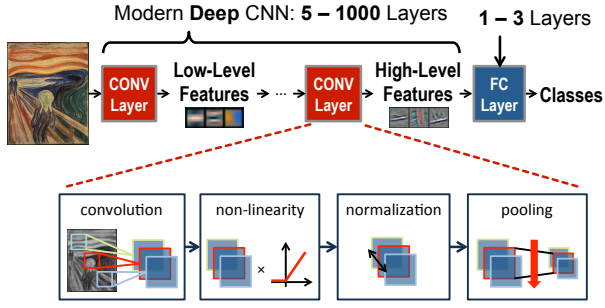 Modern Deep CNN: 5 – 1000 Layers
1 – 3 Layers
CONV
Layer
Low-Level
Features
...
CONV
Layer
High-Level
Features
FC
Layer
Classes
convolution
non-linearity
×
normalization
pooling